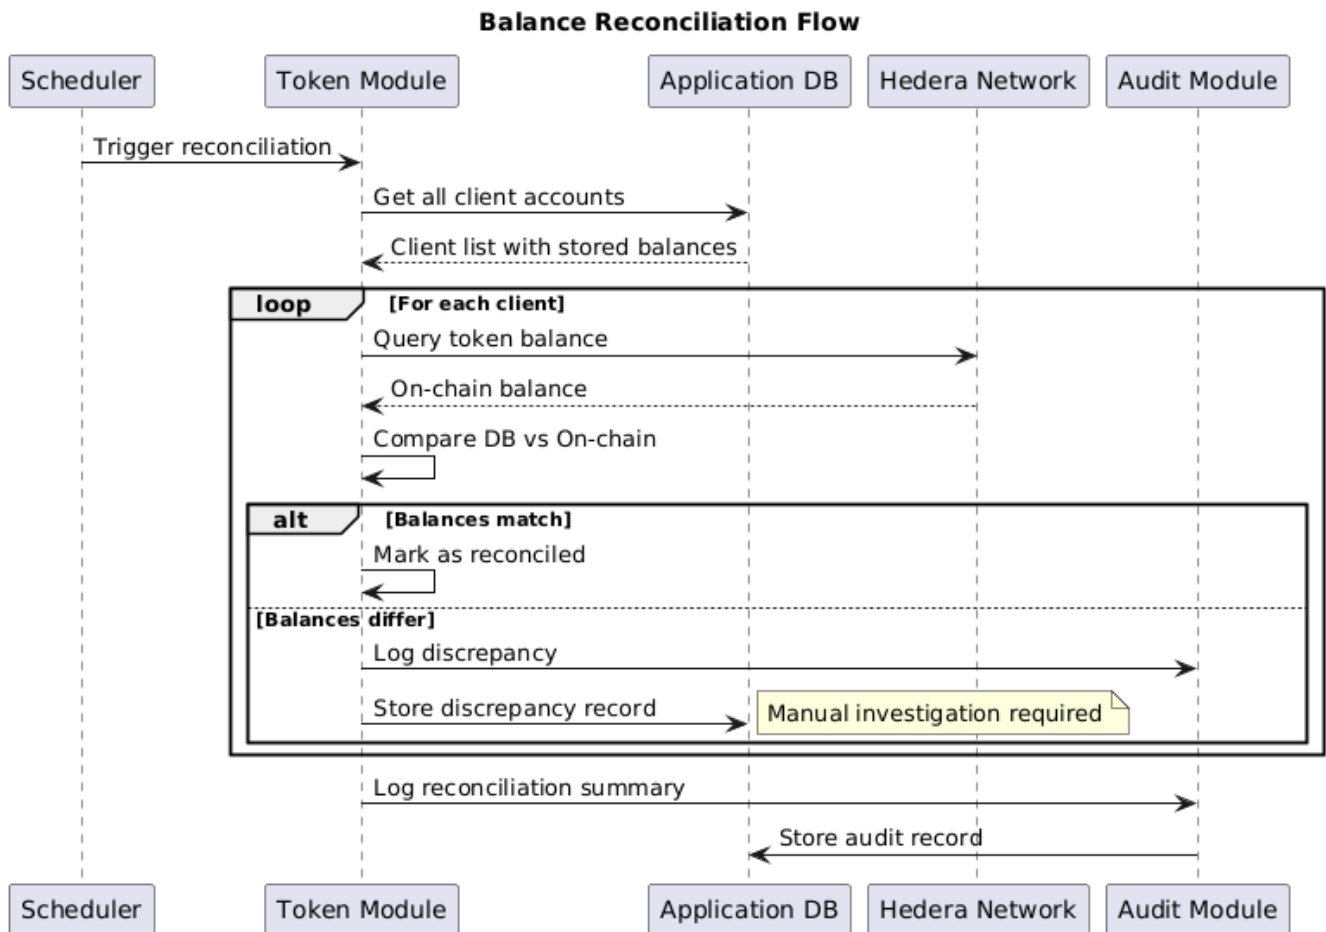 Balance Reconciliation Flow
Scheduler
Token Module
Application DB
Hedera Network
Audit Module
Trigger reconciliation
Get all client accounts
Client list with stored balances
loop
[For each client]
Query token balance
On-chain balance
Compare DB vs On-chain
alt
[Balances match]
Mark as reconciled
[Balances differ]
Log discrepancy
Store discrepancy record
Manual investigation required
Log reconciliation summary
Store audit record
Scheduler
Token Module
Application DB
Hedera Network
Audit Module